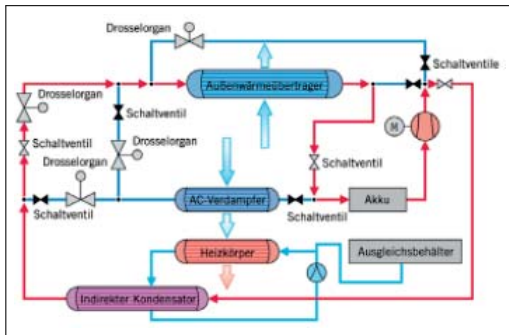 Drosselorgan
Schaltventile
Außenwärmeübertrager
Drosselorgan
Schaltventil
Drosselorgan
M
Schaltventil
Drosselorgan
Schaltventil
Schaltventil
AC-Verdampfer
Schaltventil
Akku
Heizkörper
Ausgleichsbehälter
Indirekter Kondensator